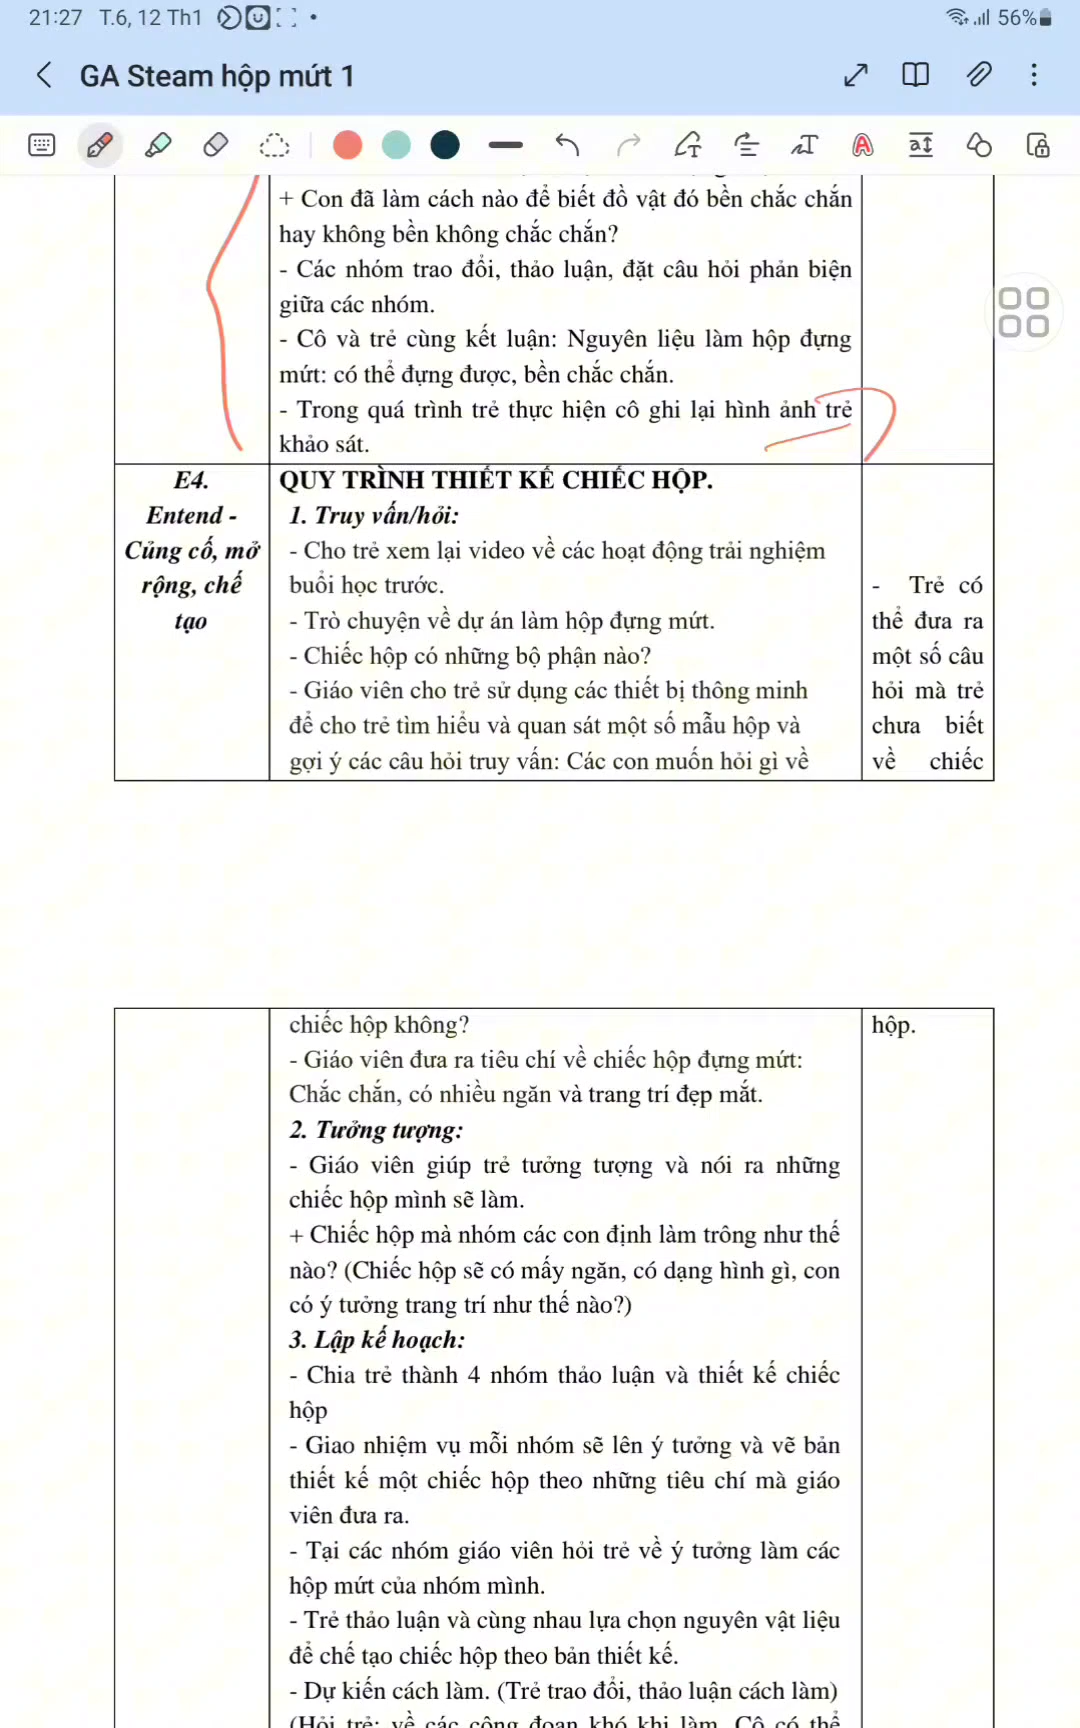 21:27 T.6, 12 Th1
56%
GA Steam hộp mứt 1
+ Con đã làm cách nào để biết đồ vật đó bền chắc chắn
hay không bền không chắc chắn?
- Các nhóm trao đổi, thảo luận, đặt câu hỏi phản biện
giữa các nhóm.
- Cô và trẻ cùng kết luận: Nguyên liệu làm hộp đựng
mứt: có thể đựng được, bền chắc chắn.
- Trong quá trình trẻ thực hiện cô ghi lại hình ảnh trẻ
khảo sát.
E4.
Entend -
Củng cố, mở
rộng, chế
tạo
QUY TRÌNH THIẾT KẾ CHIẾC HỘP.
1. Truy vấn/hỏi:
- Cho trẻ xem lại video về các hoạt động trải nghiệm
buổi học trước.
- Trò chuyện về dự án làm hộp đựng mứt.
- Chiếc hộp có những bộ phận nào?
- Giáo viên cho trẻ sử dụng các thiết bị thông minh
để cho trẻ tìm hiểu và quan sát một số mẫu hộp và
gợi ý các câu hỏi truy vấn: Các con muốn hỏi gì về
- Trẻ có
thể đưa ra
một số câu
hỏi mà trẻ
chưa biết
về chiếc
chiếc hộp không?
- Giáo viên đưa ra tiêu chí về chiếc hộp đựng mứt:
Chắc chắn, có nhiều ngăn và trang trí đẹp mắt.
2. Tưởng tượng:
- Giáo viên giúp trẻ tưởng tượng và nói ra những
chiếc hộp mình sẽ làm.
+ Chiếc hộp mà nhóm các con định làm trông như thế
nào? (Chiếc hộp sẽ có mấy ngăn, có dạng hình gì, con
có ý tưởng trang trí như thế nào?)
3. Lập kế hoạch:
- Chia trẻ thành 4 nhóm thảo luận và thiết kế chiếc
hộp
- Giao nhiệm vụ mỗi nhóm sẽ lên ý tưởng và vẽ bản
thiết kế một chiếc hộp theo những tiêu chí mà giáo
viên đưa ra.
- Tại các nhóm giáo viên hỏi trẻ về ý tưởng làm các
hộp mứt của nhóm mình.
- Trẻ thảo luận và cùng nhau lựa chọn nguyên vật liệu
để chế tạo chiếc hộp theo bản thiết kế.
- Dự kiến cách làm. (Trẻ trao đổi, thảo luận cách làm)
(Hỏi trẻ: về các công đoạn khó khi làm. Cô có thể
hộp.